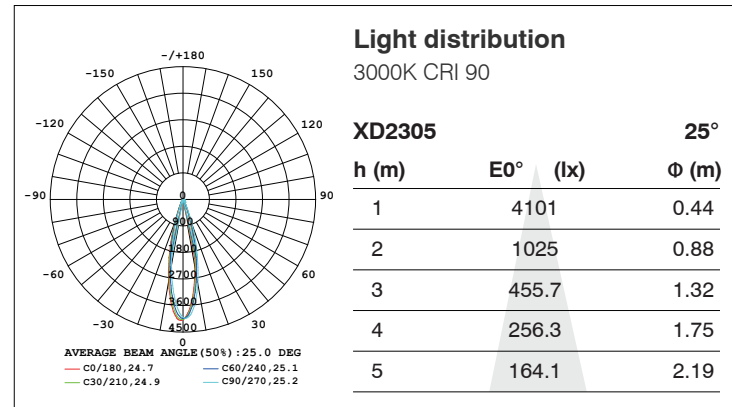 Light distribution
3000K CRI 90
XD2305 25°
h (m) E0° (lx) Φ (m)
1 4101 0.44
2 1025 0.88
3 455.7 1.32
4 256.3 1.75
5 164.1 2.19
-/+180
-150 150
-120 120
-90 0 90
900
1800
-60 2700 60
3600
-30 4500 30
0
AVERAGE BEAM ANGLE(50%):25.0 DEG
C0/180,24.7 C60/240,25.1
C30/210,24.9 C90/270,25.2